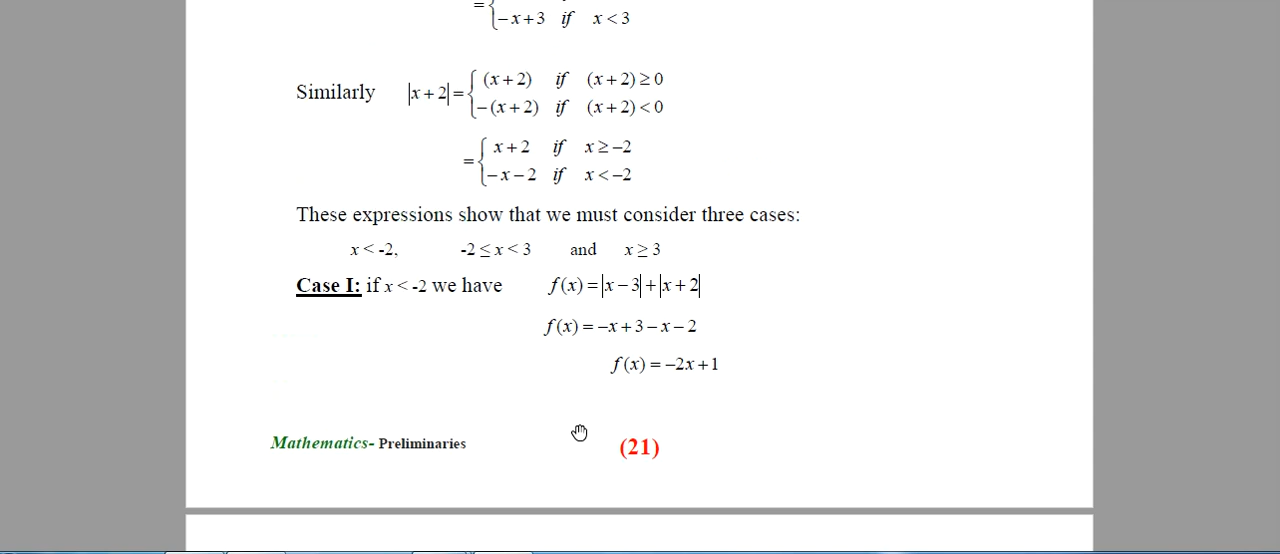 = { −x+3 if x<3
Similarly |x+2| = { (x+2) if (x+2) ≥ 0
−(x+2) if (x+2) < 0
= { x+2 if x ≥ −2
−x−2 if x < −2
These expressions show that we must consider three cases:
x < -2, -2 ≤ x < 3 and x ≥ 3
Case I: if x < -2 we have f(x) = |x−3|+|x+2|
f(x) = −x+3−x−2
f(x) = −2x+1
Mathematics- Preliminaries (21)